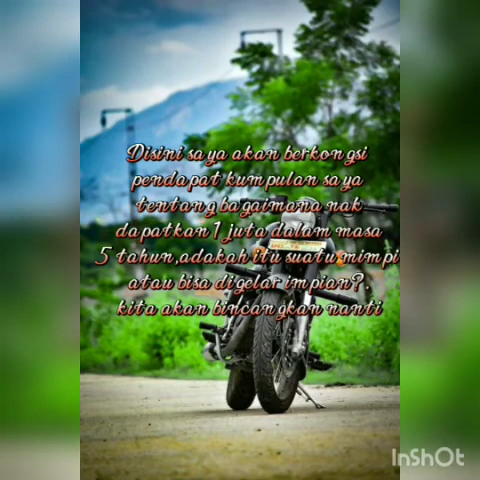 Disini saya akan berkongsi
pendapat kumpulan saya
tentang bagaimana nak
dapatkan 1 juta dalam masa
5 tahun,adakah itu suatu mimpi
atau bisa digelar impian?.
kita akan bincangkan nanti
InShOt